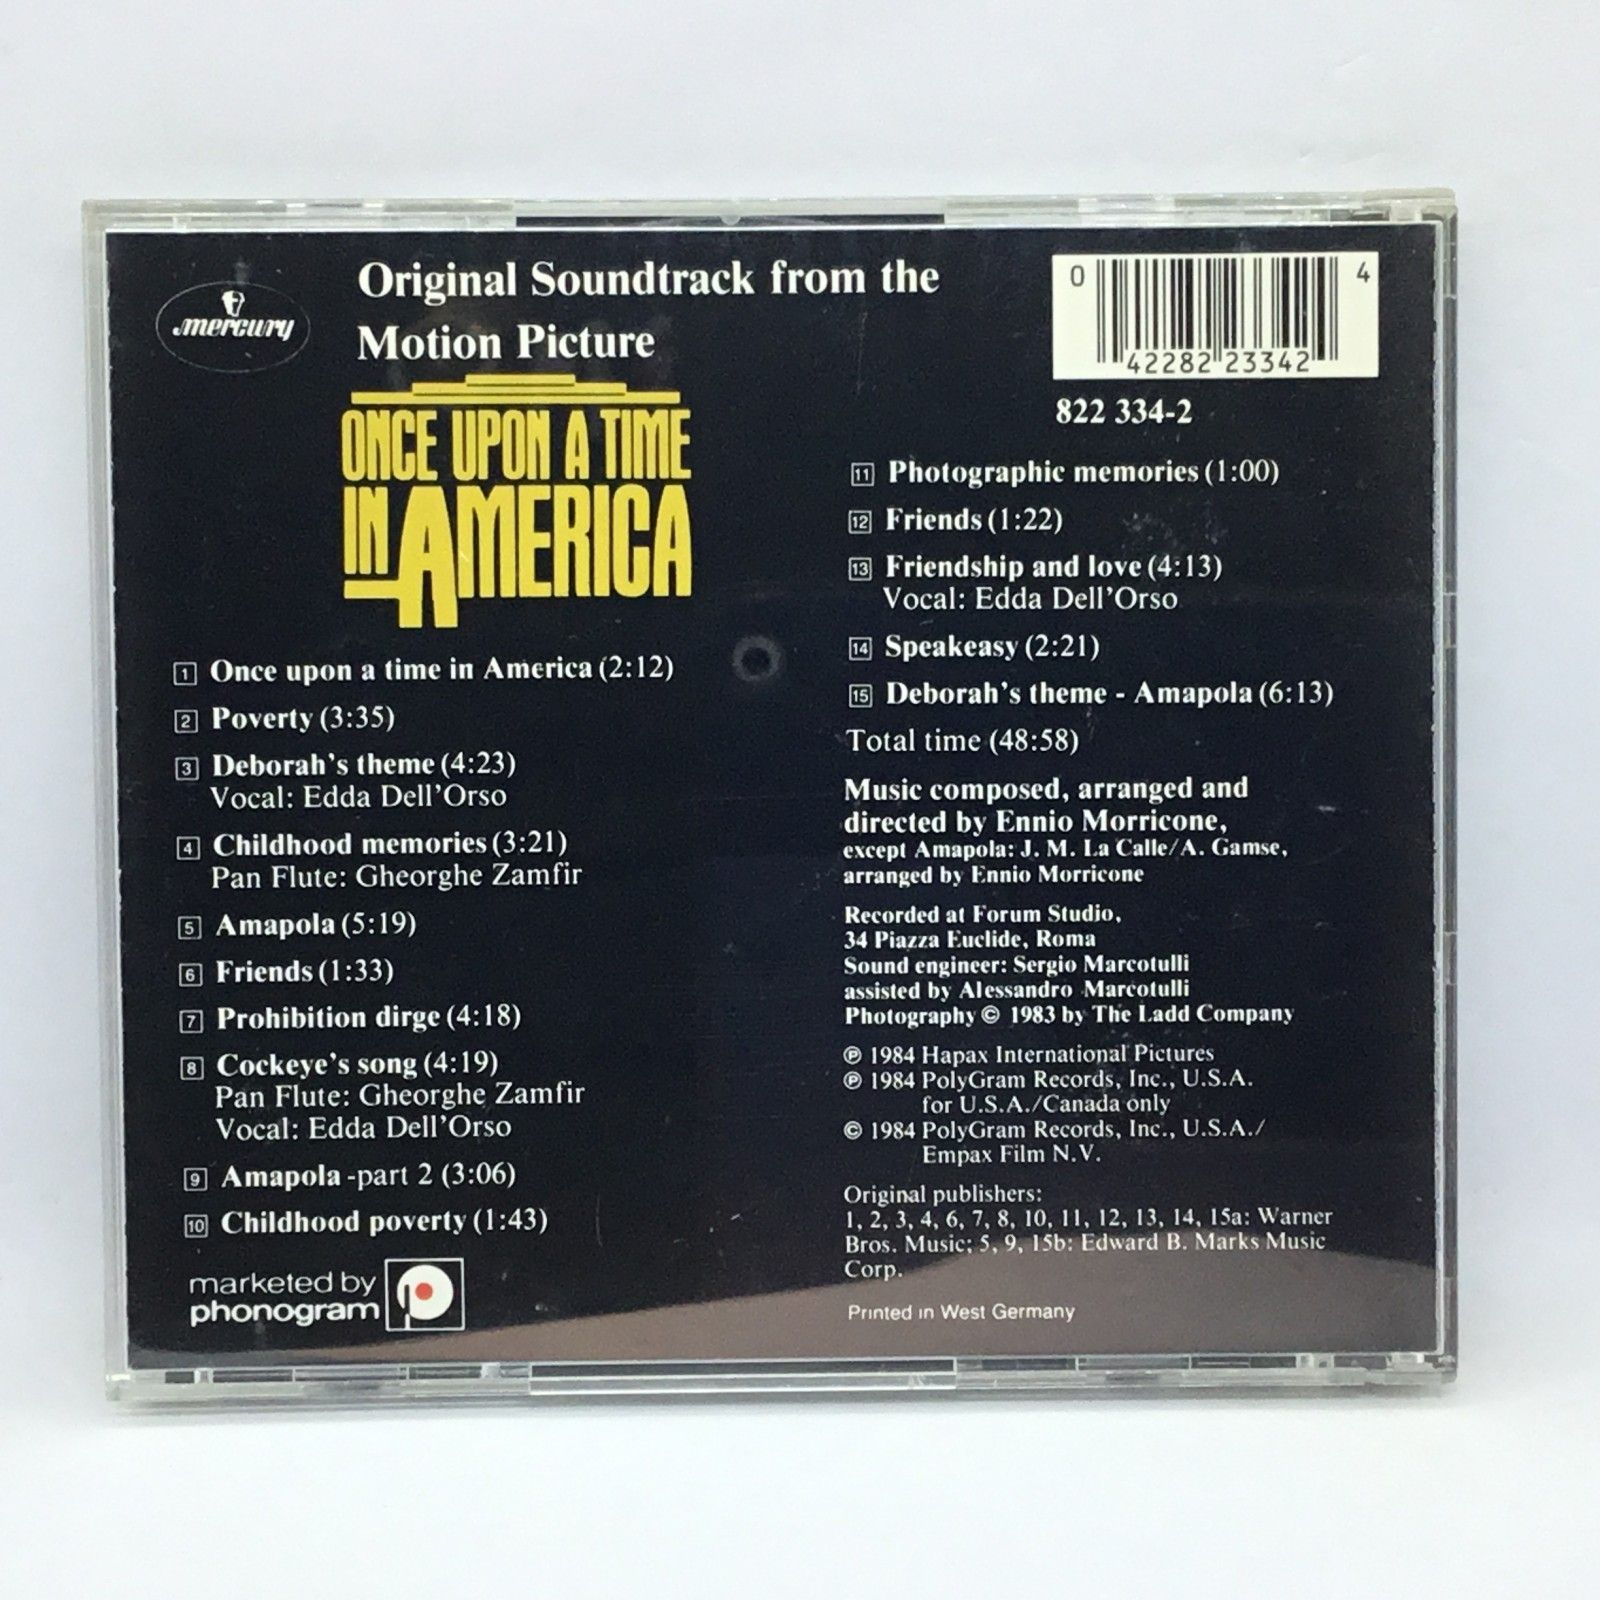 mercury
Original Soundtrack from the
Motion Picture
ONCE UPON A TIME
IN AMERICA
0 42282 23342 4
822 334-2
1 Once upon a time in America (2:12)
2 Poverty (3:35)
3 Deborah's theme (4:23)
Vocal: Edda Dell'Orso
4 Childhood memories (3:21)
Pan Flute: Gheorghe Zamfir
5 Amapola (5:19)
6 Friends (1:33)
7 Prohibition dirge (4:18)
8 Cockeye's song (4:19)
Pan Flute: Gheorghe Zamfir
Vocal: Edda Dell'Orso
9 Amapola -part 2 (3:06)
10 Childhood poverty (1:43)
marketed by
phonogram
11 Photographic memories (1:00)
12 Friends (1:22)
13 Friendship and love (4:13)
Vocal: Edda Dell'Orso
14 Speakeasy (2:21)
15 Deborah's theme - Amapola (6:13)
Total time (48:58)
Music composed, arranged and
directed by Ennio Morricone,
except Amapola: J. M. La Calle/A. Gamse,
arranged by Ennio Morricone
Recorded at Forum Studio,
34 Piazza Euclide, Roma
Sound engineer: Sergio Marcotulli
assisted by Alessandro Marcotulli
Photography © 1983 by The Ladd Company
℗ 1984 Hapax International Pictures
℗ 1984 PolyGram Records, Inc., U.S.A.
for U.S.A./Canada only
© 1984 PolyGram Records, Inc., U.S.A./
Empax Film N.V.
Original publishers:
1, 2, 3, 4, 6, 7, 8, 10, 11, 12, 13, 14, 15a: Warner
Bros. Music; 5, 9, 15b: Edward B. Marks Music
Corp.
Printed in West Germany